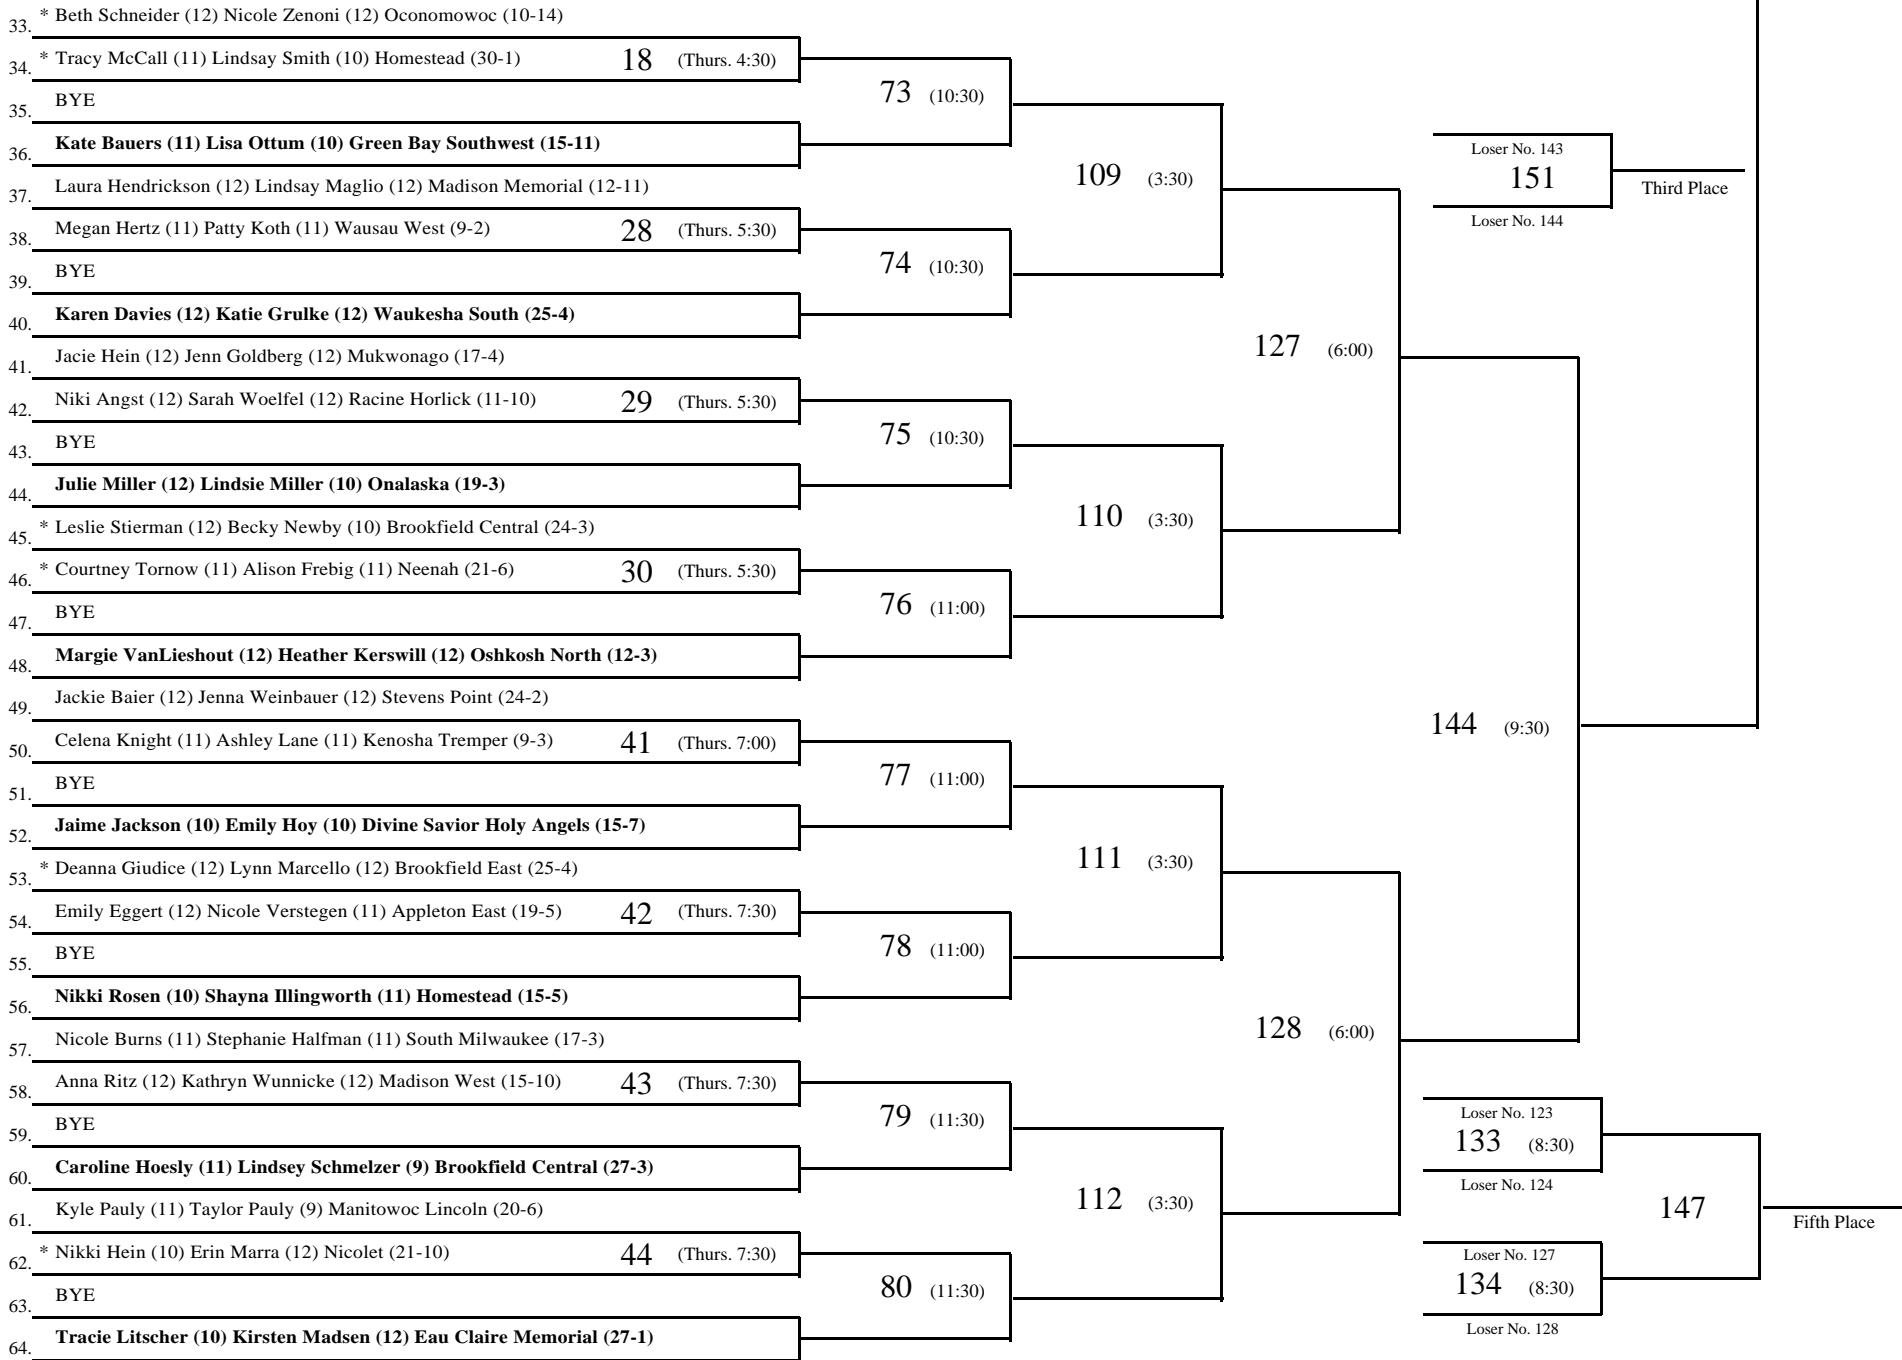 33. * Beth Schneider (12) Nicole Zenoni (12) Oconomowoc (10-14)
34. * Tracy McCall (11) Lindsay Smith (10) Homestead (30-1) 18 (Thurs. 4:30)
73 (10:30)
35. BYE
36. Kate Bauers (11) Lisa Ottum (10) Green Bay Southwest (15-11)
109 (3:30)
Loser No. 143
151
Third Place
Loser No. 144
37. Laura Hendrickson (12) Lindsay Maglio (12) Madison Memorial (12-11)
38. Megan Hertz (11) Patty Koth (11) Wausau West (9-2) 28 (Thurs. 5:30)
74 (10:30)
39. BYE
40. Karen Davies (12) Katie Grulke (12) Waukesha South (25-4)
127 (6:00)
41. Jacie Hein (12) Jenn Goldberg (12) Mukwonago (17-4)
42. Niki Angst (12) Sarah Woelfel (12) Racine Horlick (11-10) 29 (Thurs. 5:30)
75 (10:30)
43. BYE
44. Julie Miller (12) Lindsie Miller (10) Onalaska (19-3)
110 (3:30)
45. * Leslie Stierman (12) Becky Newby (10) Brookfield Central (24-3)
46. * Courtney Tornow (11) Alison Frebig (11) Neenah (21-6) 30 (Thurs. 5:30)
76 (11:00)
47. BYE
48. Margie VanLieshout (12) Heather Kerswill (12) Oshkosh North (12-3)
49. Jackie Baier (12) Jenna Weinbauer (12) Stevens Point (24-2)
144 (9:30)
50. Celena Knight (11) Ashley Lane (11) Kenosha Tremper (9-3) 41 (Thurs. 7:00)
77 (11:00)
51. BYE
52. Jaime Jackson (10) Emily Hoy (10) Divine Savior Holy Angels (15-7)
111 (3:30)
53. * Deanna Giudice (12) Lynn Marcello (12) Brookfield East (25-4)
54. Emily Eggert (12) Nicole Verstegen (11) Appleton East (19-5) 42 (Thurs. 7:30)
78 (11:00)
55. BYE
56. Nikki Rosen (10) Shayna Illingworth (11) Homestead (15-5)
128 (6:00)
57. Nicole Burns (11) Stephanie Halfman (11) South Milwaukee (17-3)
58. Anna Ritz (12) Kathryn Wunnicke (12) Madison West (15-10) 43 (Thurs. 7:30)
79 (11:30)
59. BYE
60. Caroline Hoesly (11) Lindsey Schmelzer (9) Brookfield Central (27-3)
Loser No. 123
133 (8:30)
Loser No. 124
112 (3:30)
147
Fifth Place
61. Kyle Pauly (11) Taylor Pauly (9) Manitowoc Lincoln (20-6)
62. * Nikki Hein (10) Erin Marra (12) Nicolet (21-10) 44 (Thurs. 7:30)
80 (11:30)
Loser No. 127
134 (8:30)
Loser No. 128
63. BYE
64. Tracie Litscher (10) Kirsten Madsen (12) Eau Claire Memorial (27-1)